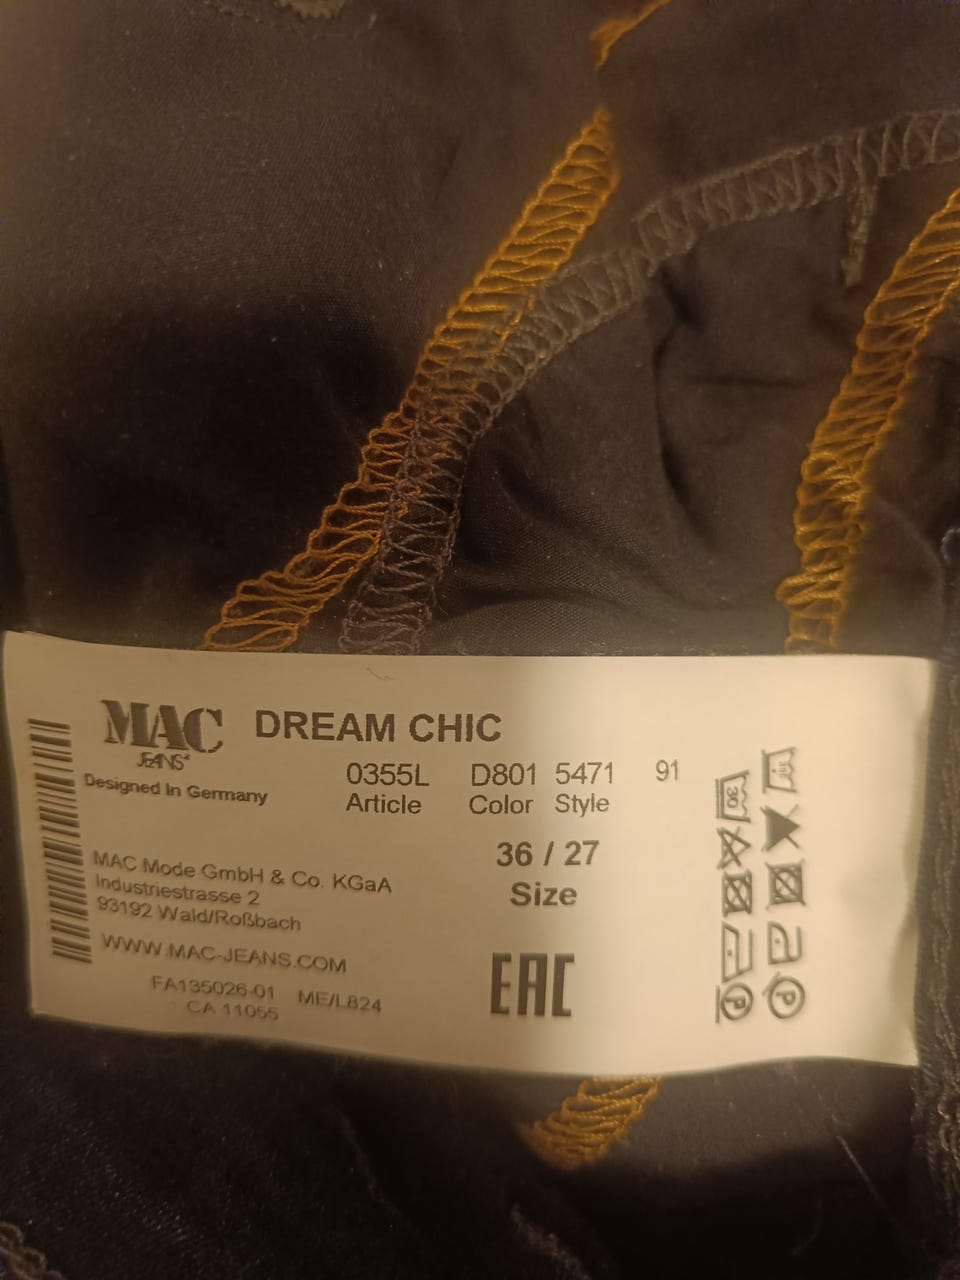 MAC DREAM CHIC
JEANS
Designed In Germany
0355L D801 5471 91
Article Color Style
36 / 27
Size
MAC Mode GmbH & Co. KGaA
Industriestrasse 2
93192 Wald/Roßbach
WWW.MAC-JEANS.COM
FA135026-01 ME/L824
CA 11055
EAC
30
P
P